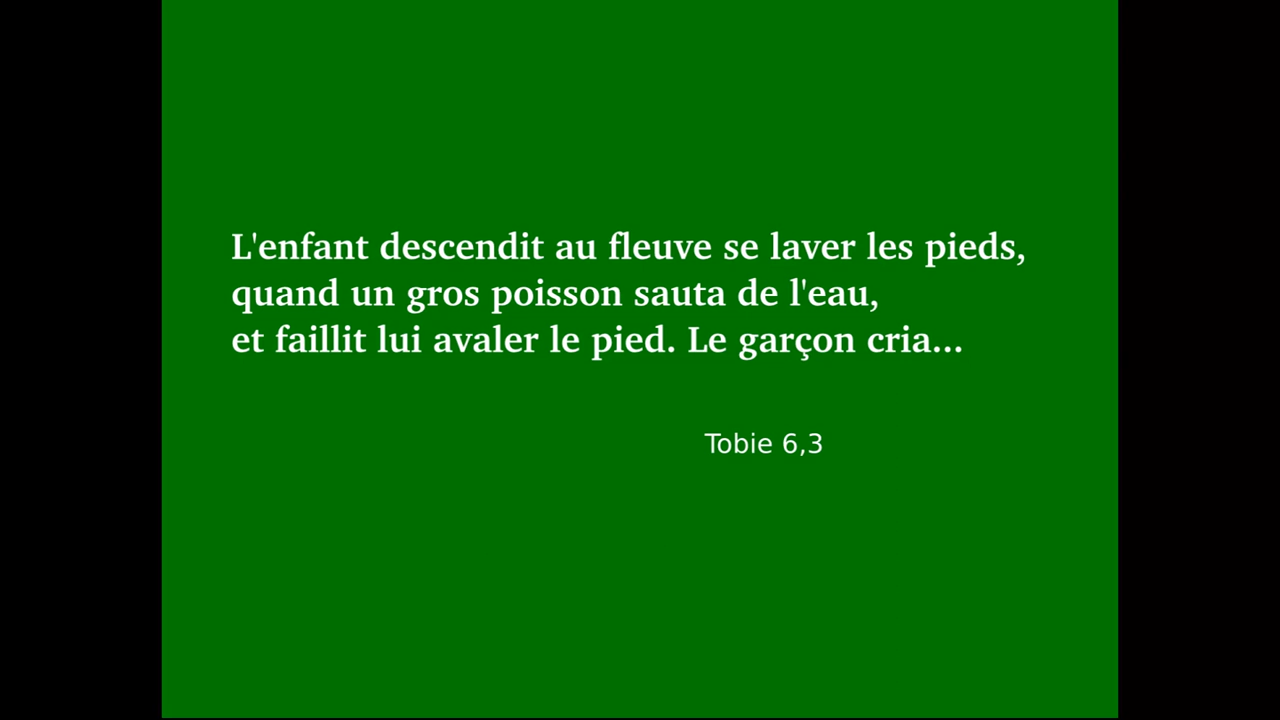 L'enfant descendit au fleuve se laver les pieds,
quand un gros poisson sauta de l'eau,
et faillit lui avaler le pied. Le garçon cria...
Tobie 6,3